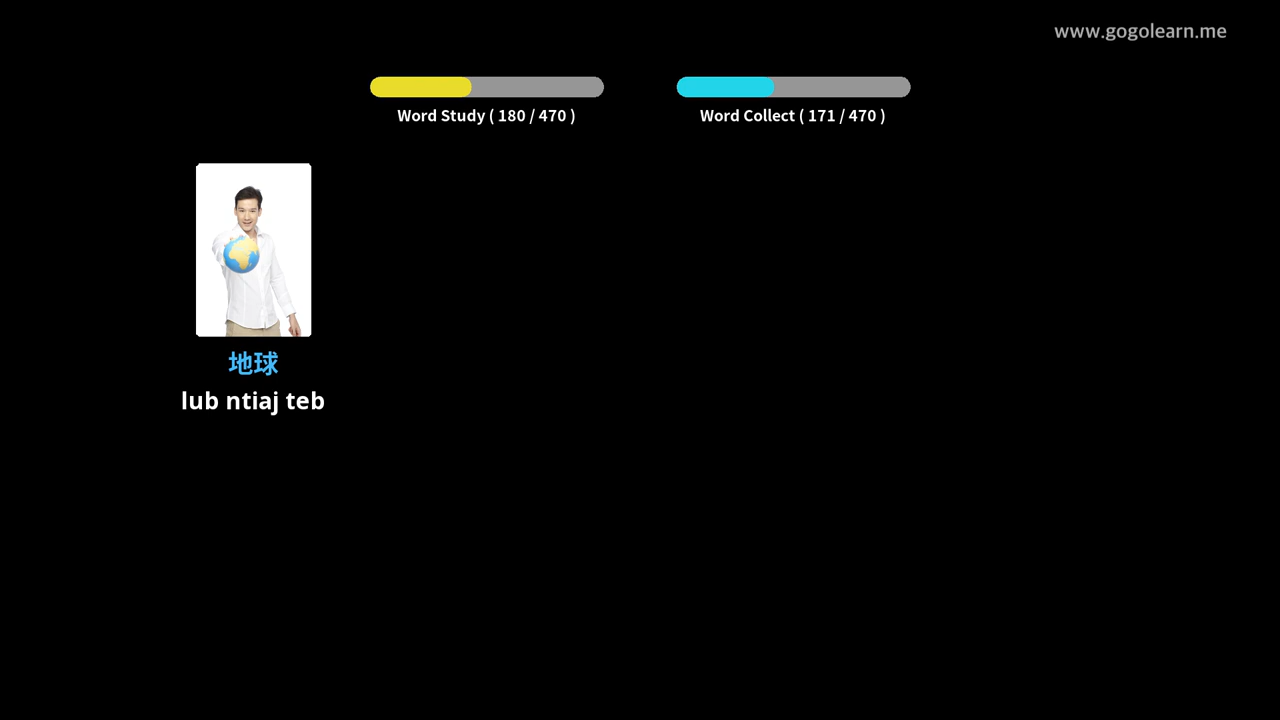 www.gogolearn.me
Word Study ( 180 / 470 )
Word Collect ( 171 / 470 )
地球
lub ntiaj teb